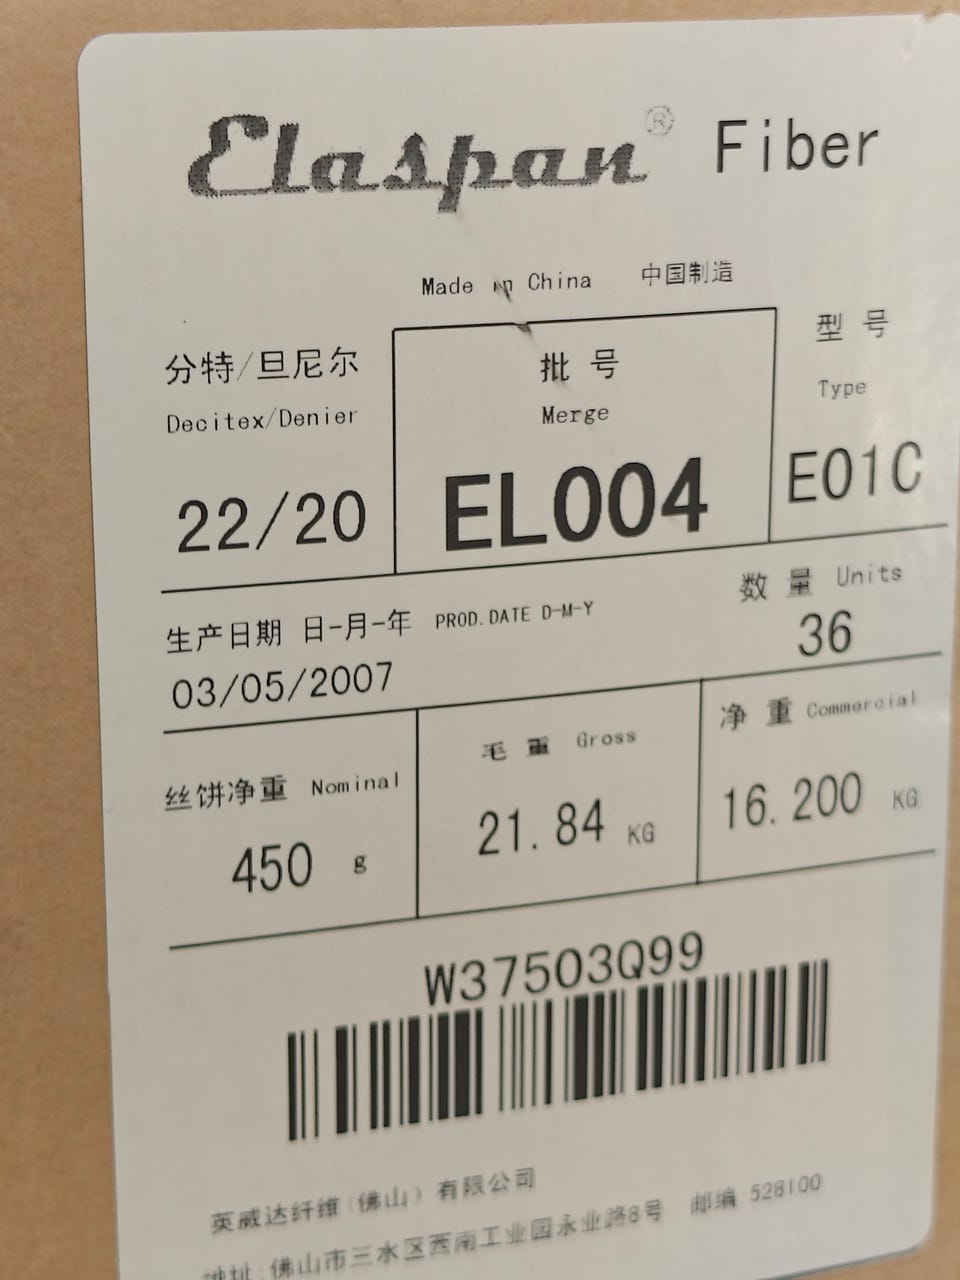 Elaspan® Fiber
Made in China 中国制造
分特/旦尼尔
Decitex/Denier
22/20
批号
Merge
EL004
型号
Type
E01C
生产日期 日-月-年 PROD.DATE D-M-Y
03/05/2007
数量 Units
36
丝饼净重 Nominal
450 g
毛重 Gross
21.84 KG
净重 Commercial
16.200 KG
W37503Q99
英威达纤维(佛山)有限公司
地址:佛山市三水区西南工业园永业路8号 邮编 528100